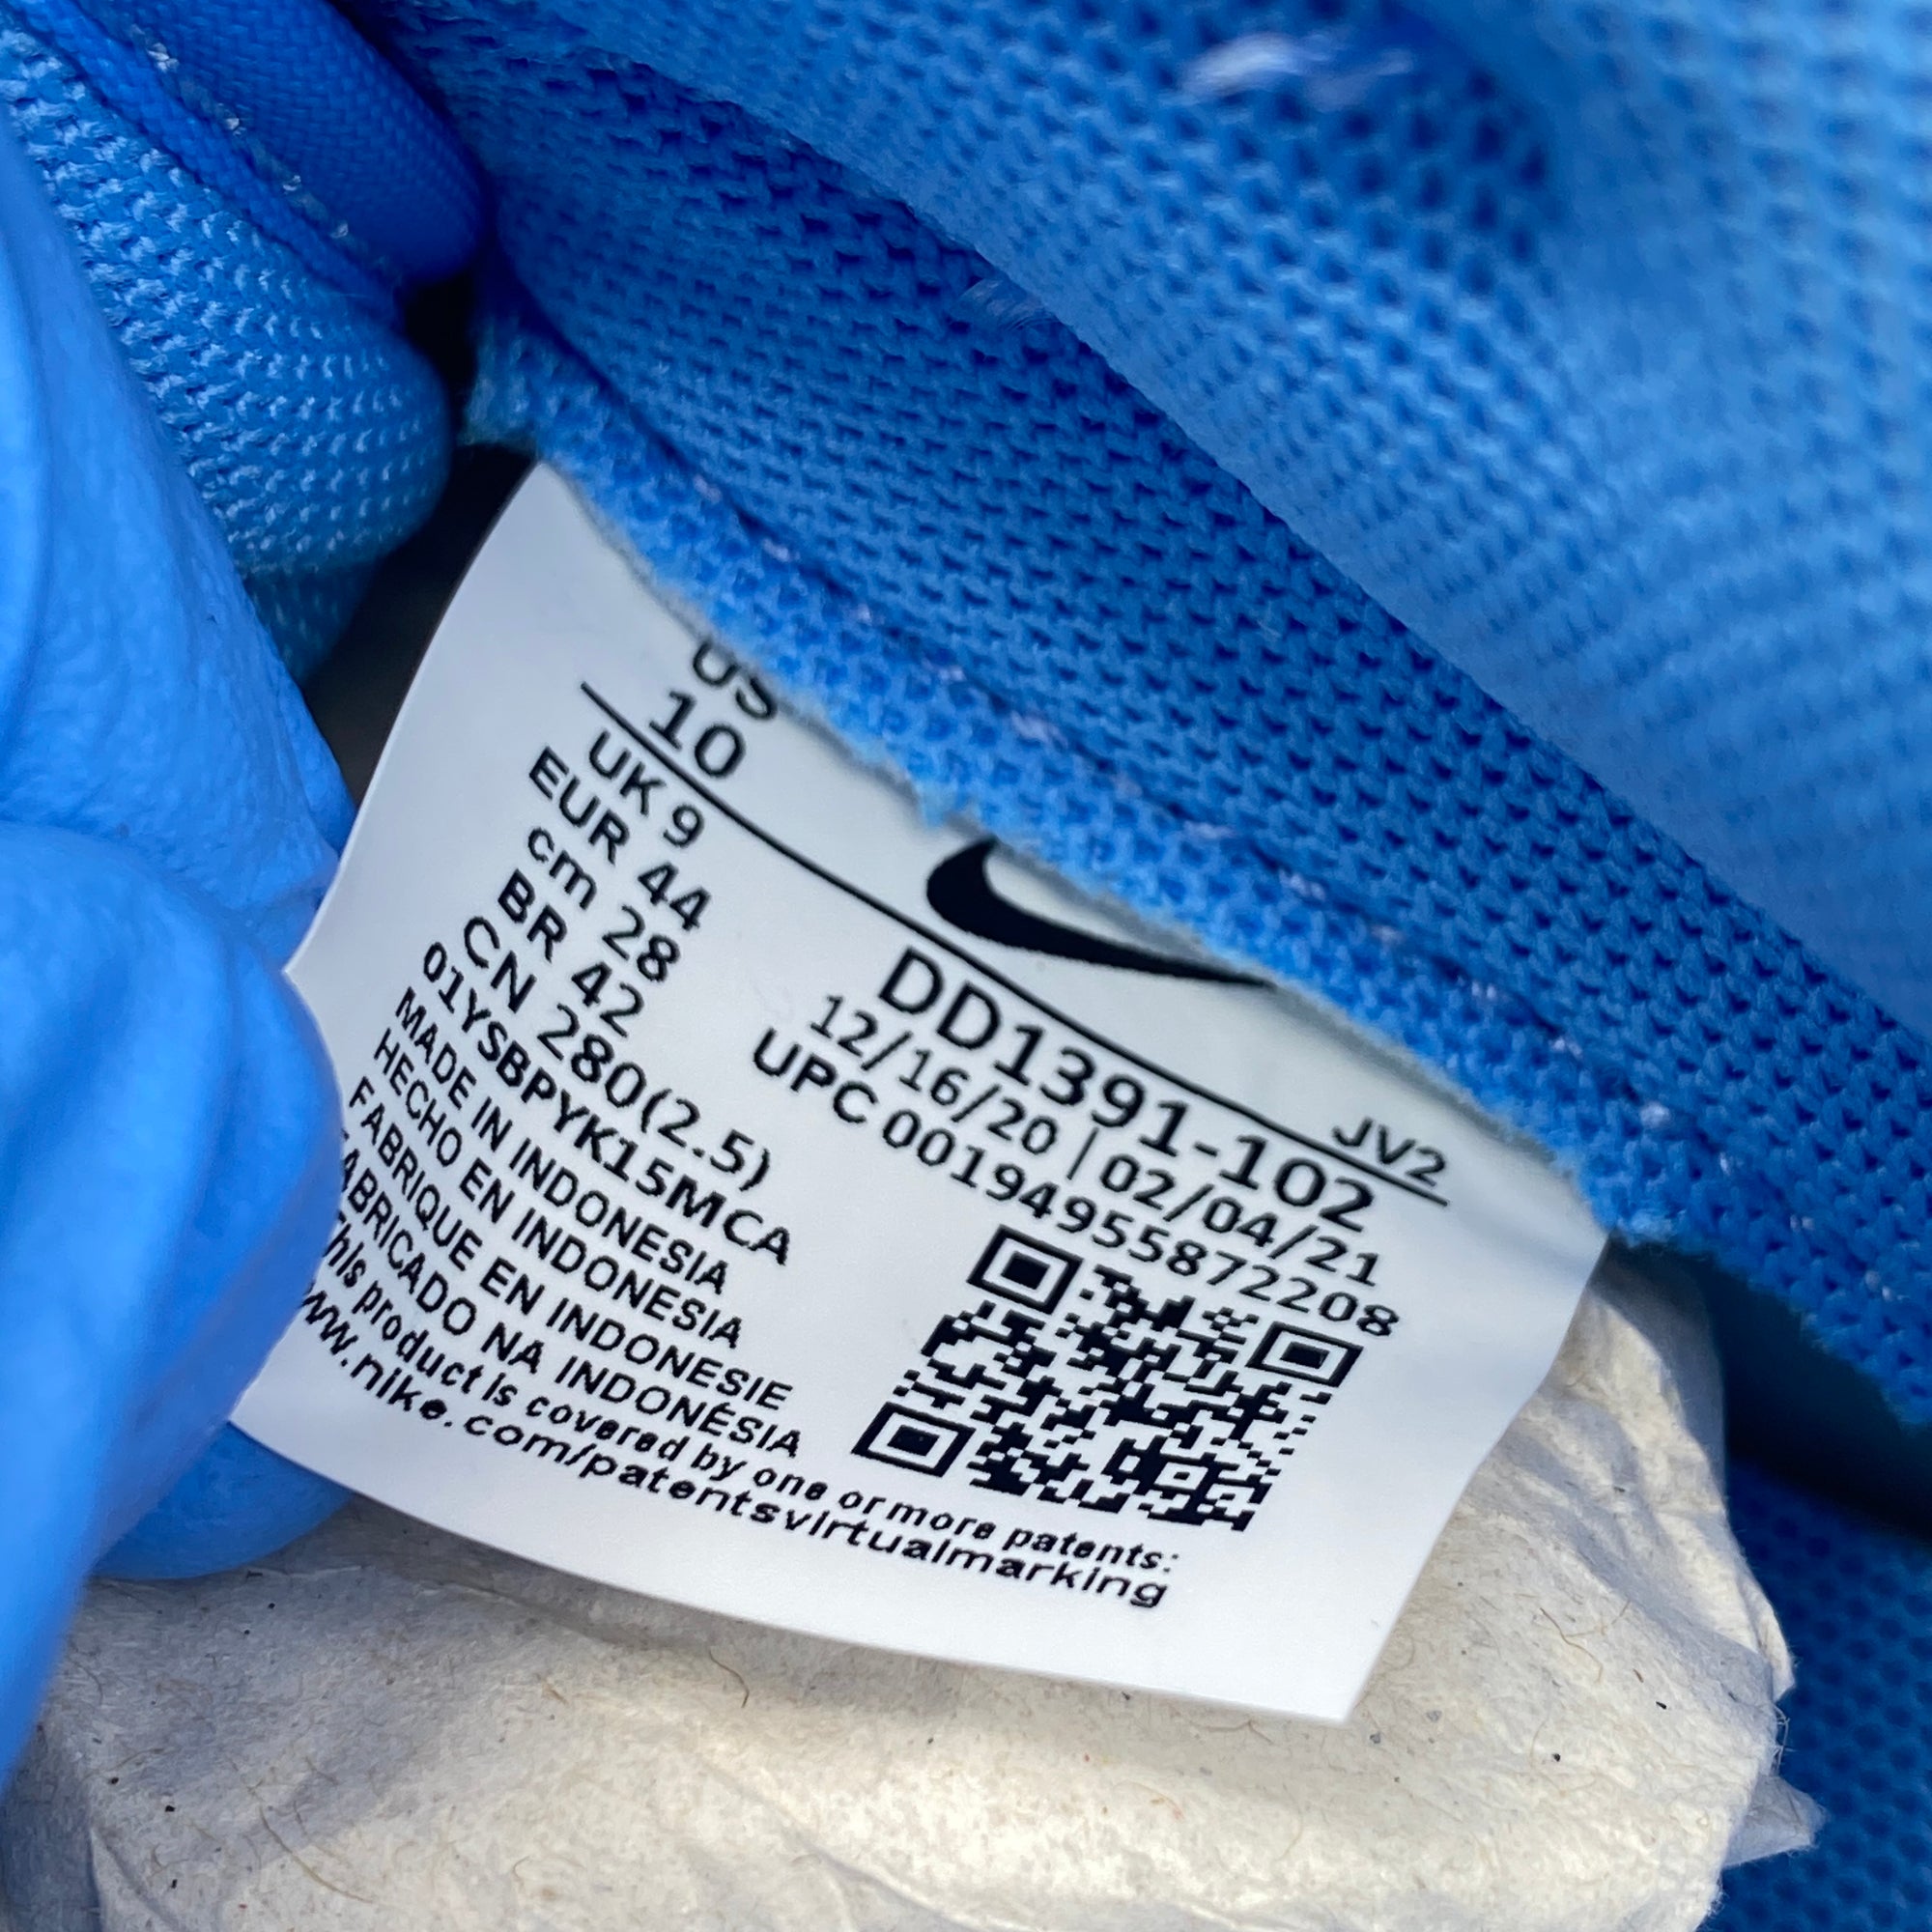 US
10
UK 9
EUR 44
cm 28
BR 42
CN 280(2.5)
01YSBPYK15MCA
MADE IN INDONESIA
HECHO EN INDONESIA
FABRIQUE EN INDONESIE
FABRICADO NA INDONÉSIA
This product is covered by one or more patents:
www.nike.com/patentsvirtualmarking
JV2
DD1391-102
12/16/20 | 02/04/21
UPC 00194955872208